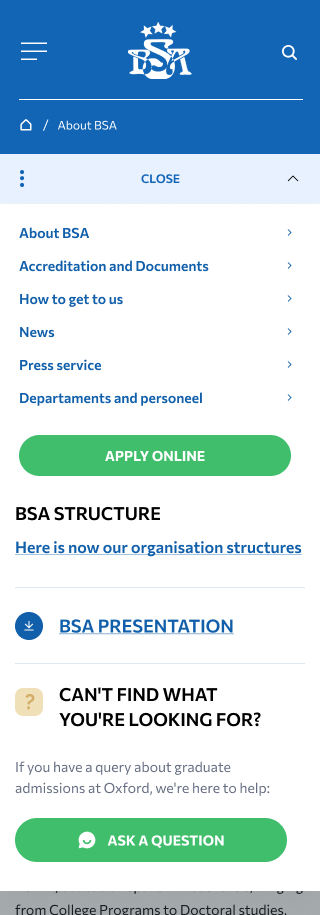 BSA
/ About BSA
CLOSE
About BSA
Accreditation and Documents
How to get to us
News
Press service
Departaments and personeel
APPLY ONLINE
BSA STRUCTURE
Here is now our organisation structures
BSA PRESENTATION
?
CAN'T FIND WHAT
YOU'RE LOOKING FOR?
If you have a query about graduate
admissions at Oxford, we're here to help:
ASK A QUESTION
from College Programs to Doctoral studies.